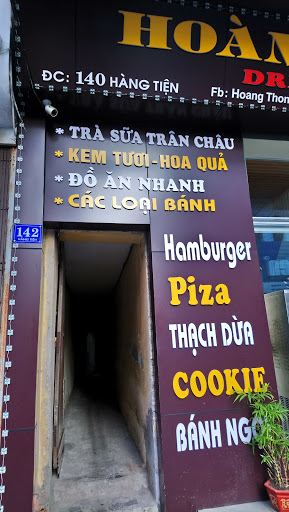 HOÀN
DR
ĐC: 140 HÀNG TIỆN
Fb: Hoang Thon
* TRÀ SỮA TRÂN CHÂU
* KEM TƯƠI-HOA QUẢ
* ĐỒ ĂN NHANH
* CÁC LOẠI BÁNH
142
Hamburger
Piza
THẠCH DỪA
COOKIE
BÁNH NGỌ